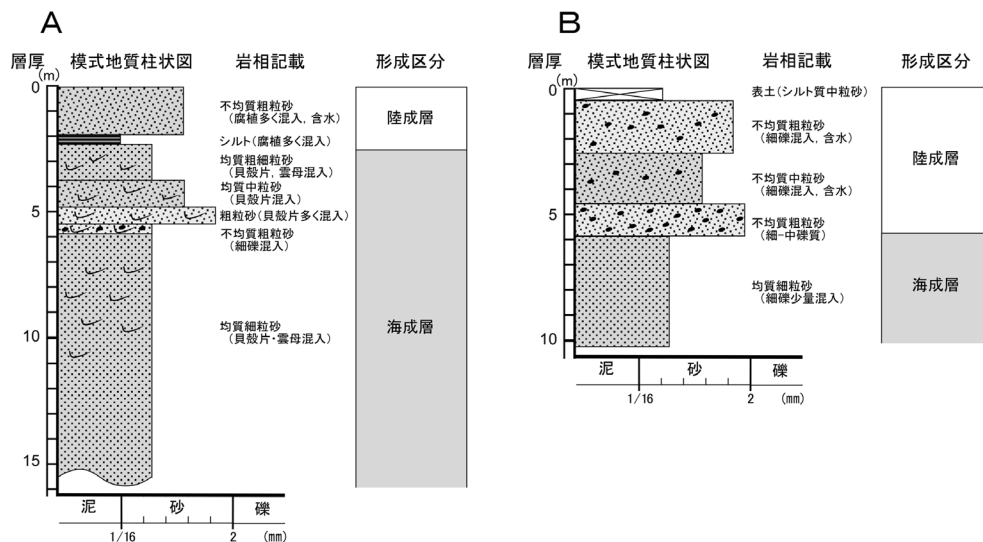 A
層厚 模式地質柱状図 岩相記載 形成区分
(m)
0
不均質粗粒砂
(腐植多く混入, 含水)
陸成層
シルト(腐植多く混入)
均質粗細粒砂
(貝殻片, 雲母混入)
均質中粒砂
(貝殻片混入)
5
粗粒砂(貝殻片多く混入)
不均質粗粒砂
(細礫混入)
10
均質細粒砂
(貝殻片・雲母混入)
海成層
15
泥 砂 礫
1/16 2 (mm)
B
層厚 模式地質柱状図 岩相記載 形成区分
(m)
0
表土(シルト質中粒砂)
不均質粗粒砂
(細礫混入, 含水)
陸成層
不均質中粒砂
(細礫混入, 含水)
5
不均質粗粒砂
(細-中礫質)
均質細粒砂
(細礫少量混入)
海成層
10
泥 砂 礫
1/16 2 (mm)